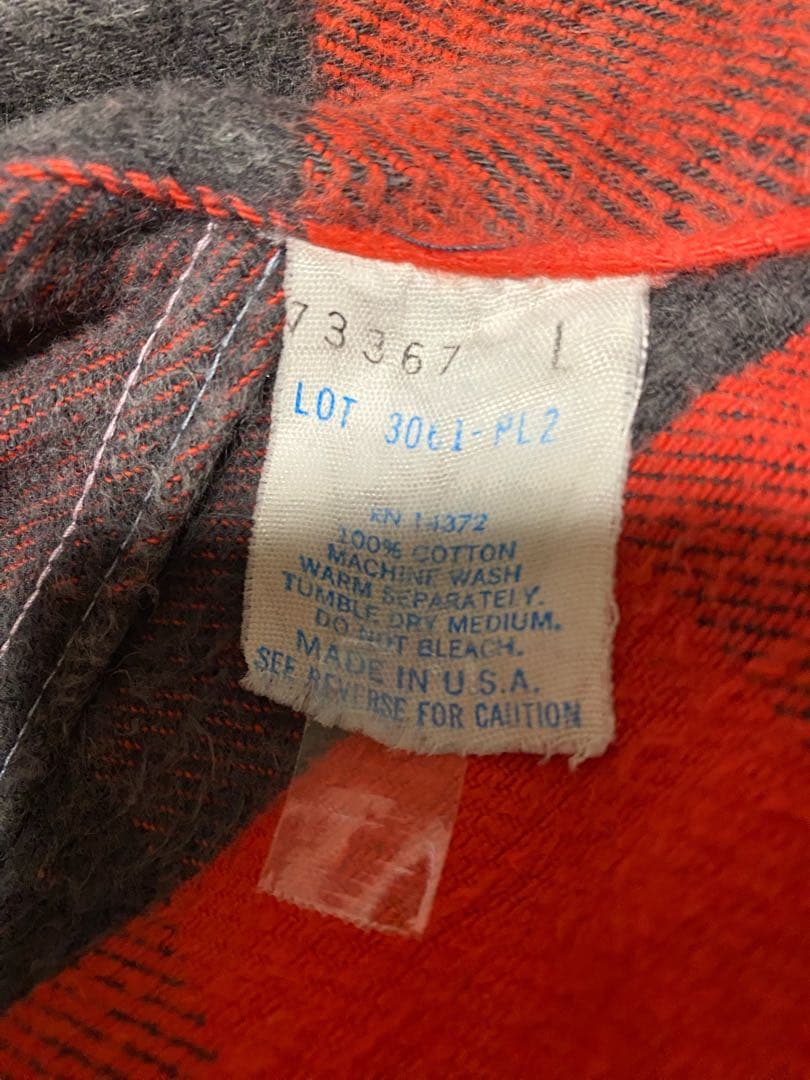 73367 L
LOT 3061-PL2
RN 14372
100% COTTON
MACHINE WASH
WARM SEPARATELY.
TUMBLE DRY MEDIUM.
DO NOT BLEACH.
MADE IN U.S.A.
SEE REVERSE FOR CAUTION